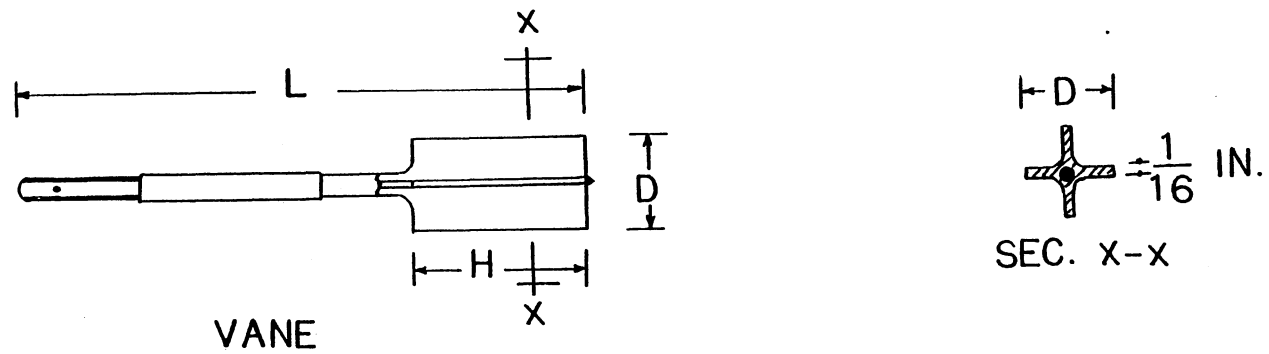 X
L
D
D
1/16 IN.
H
SEC. X-X
X
VANE